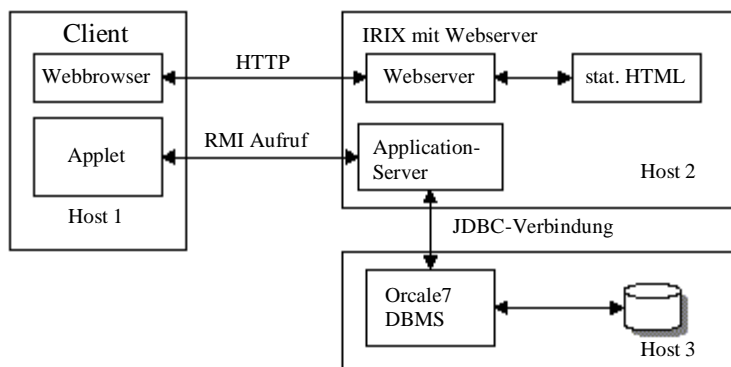 Client
IRIX mit Webserver
Webbrowser
HTTP
Webserver
stat. HTML
Applet
RMI Aufruf
Application-
Server
Host 1
Host 2
JDBC-Verbindung
Orcale7
DBMS
Host 3